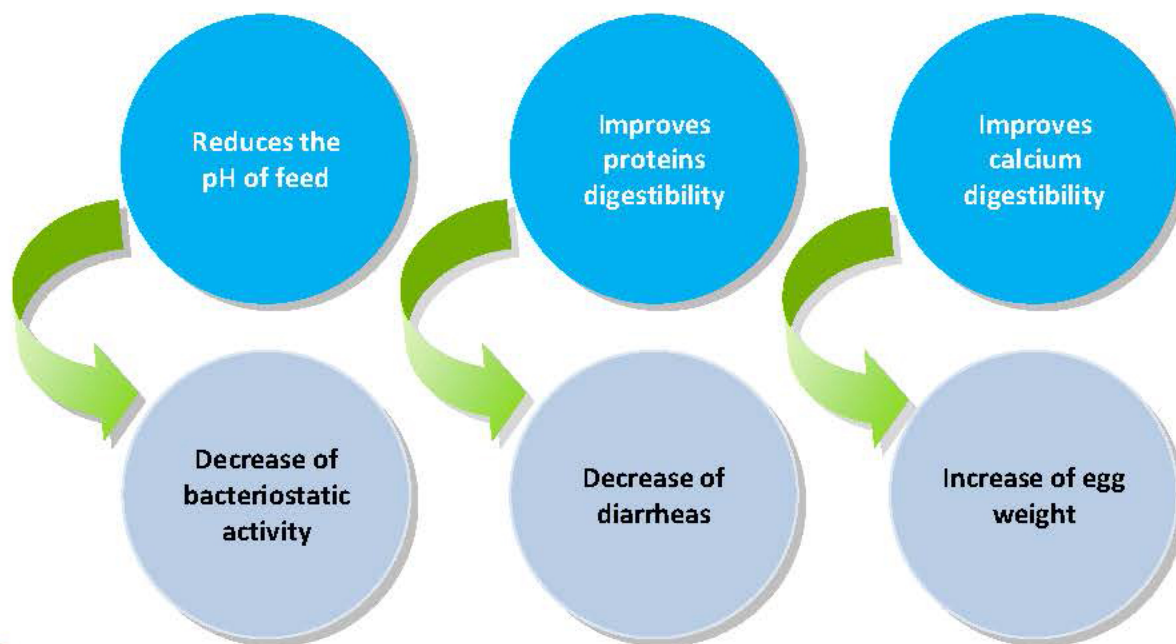 Reduces the
pH of feed
Improves
proteins
digestibility
Improves
calcium
digestibility
Decrease of
bacteriostatic
activity
Decrease of
diarrheas
Increase of egg
weight